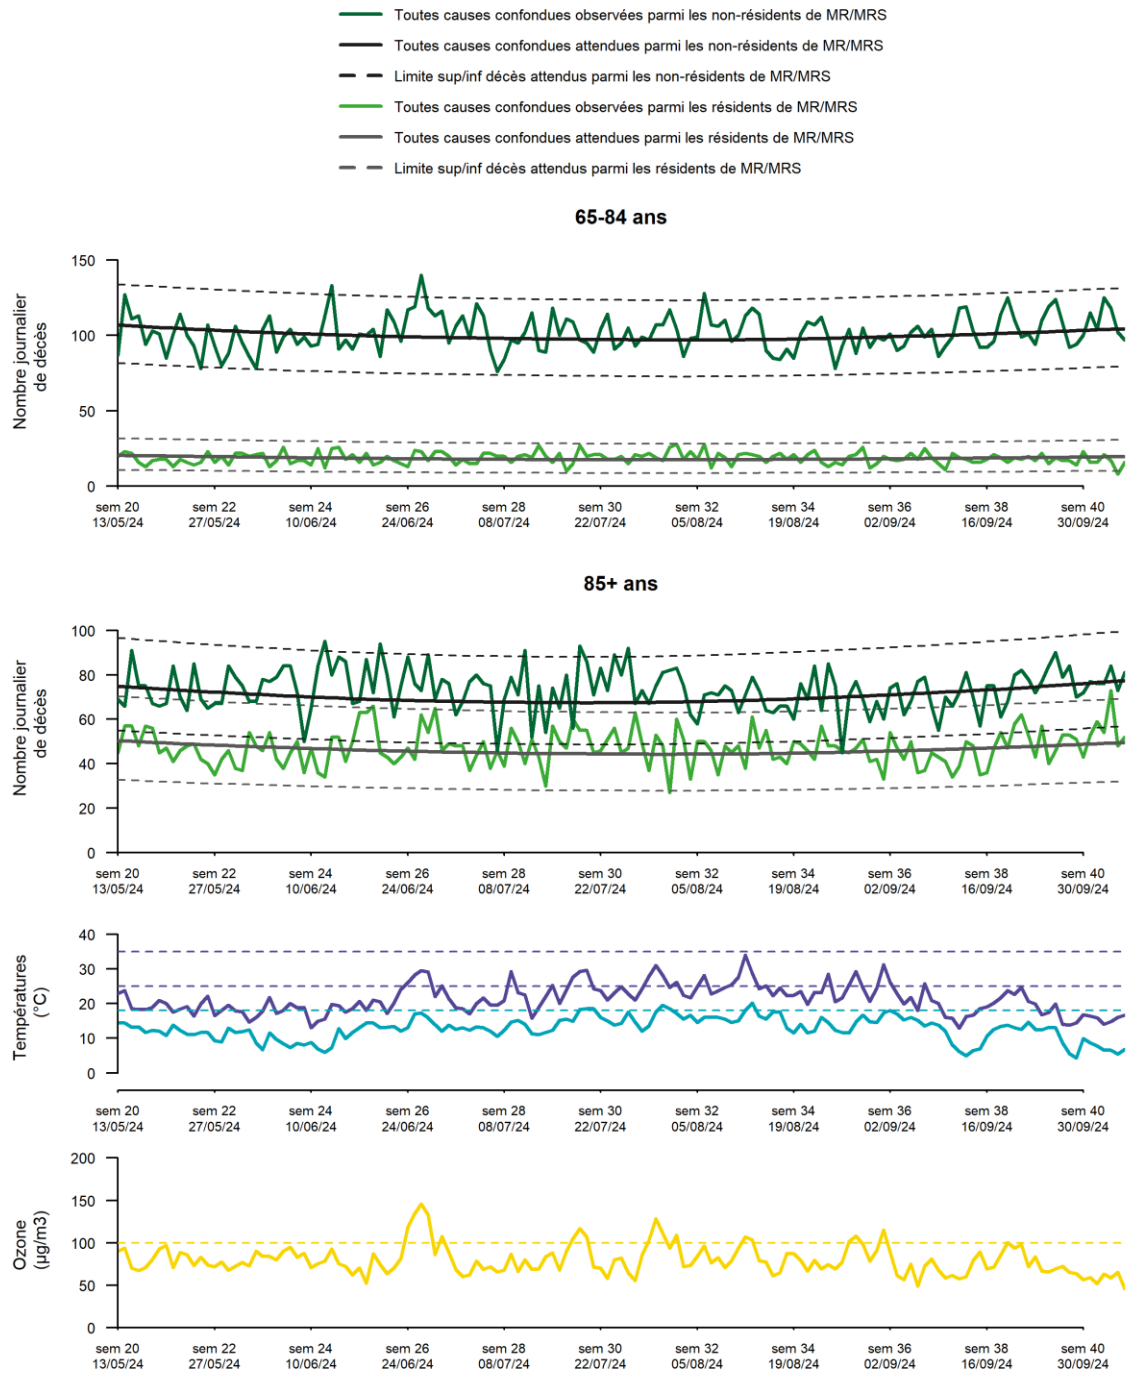 Toutes causes confondues observées parmi les non-résidents de MR/MRS
Toutes causes confondues attendues parmi les non-résidents de MR/MRS
Limite sup/inf décès attendus parmi les non-résidents de MR/MRS
Toutes causes confondues observées parmi les résidents de MR/MRS
Toutes causes confondues attendues parmi les résidents de MR/MRS
Limite sup/inf décès attendus parmi les résidents de MR/MRS
65-84 ans
Nombre journalier
de décès
150
100
50
0
sem 20 sem 22 sem 24 sem 26 sem 28 sem 30 sem 32 sem 34 sem 36 sem 38 sem 40
13/05/24 27/05/24 10/06/24 24/06/24 08/07/24 22/07/24 05/08/24 19/08/24 02/09/24 16/09/24 30/09/24
85+ ans
Nombre journalier
de décès
100
80
60
40
20
0
sem 20 sem 22 sem 24 sem 26 sem 28 sem 30 sem 32 sem 34 sem 36 sem 38 sem 40
13/05/24 27/05/24 10/06/24 24/06/24 08/07/24 22/07/24 05/08/24 19/08/24 02/09/24 16/09/24 30/09/24
Températures
(°C)
40
30
20
10
0
sem 20 sem 22 sem 24 sem 26 sem 28 sem 30 sem 32 sem 34 sem 36 sem 38 sem 40
13/05/24 27/05/24 10/06/24 24/06/24 08/07/24 22/07/24 05/08/24 19/08/24 02/09/24 16/09/24 30/09/24
Ozone
(µg/m3)
200
150
100
50
0
sem 20 sem 22 sem 24 sem 26 sem 28 sem 30 sem 32 sem 34 sem 36 sem 38 sem 40
13/05/24 27/05/24 10/06/24 24/06/24 08/07/24 22/07/24 05/08/24 19/08/24 02/09/24 16/09/24 30/09/24